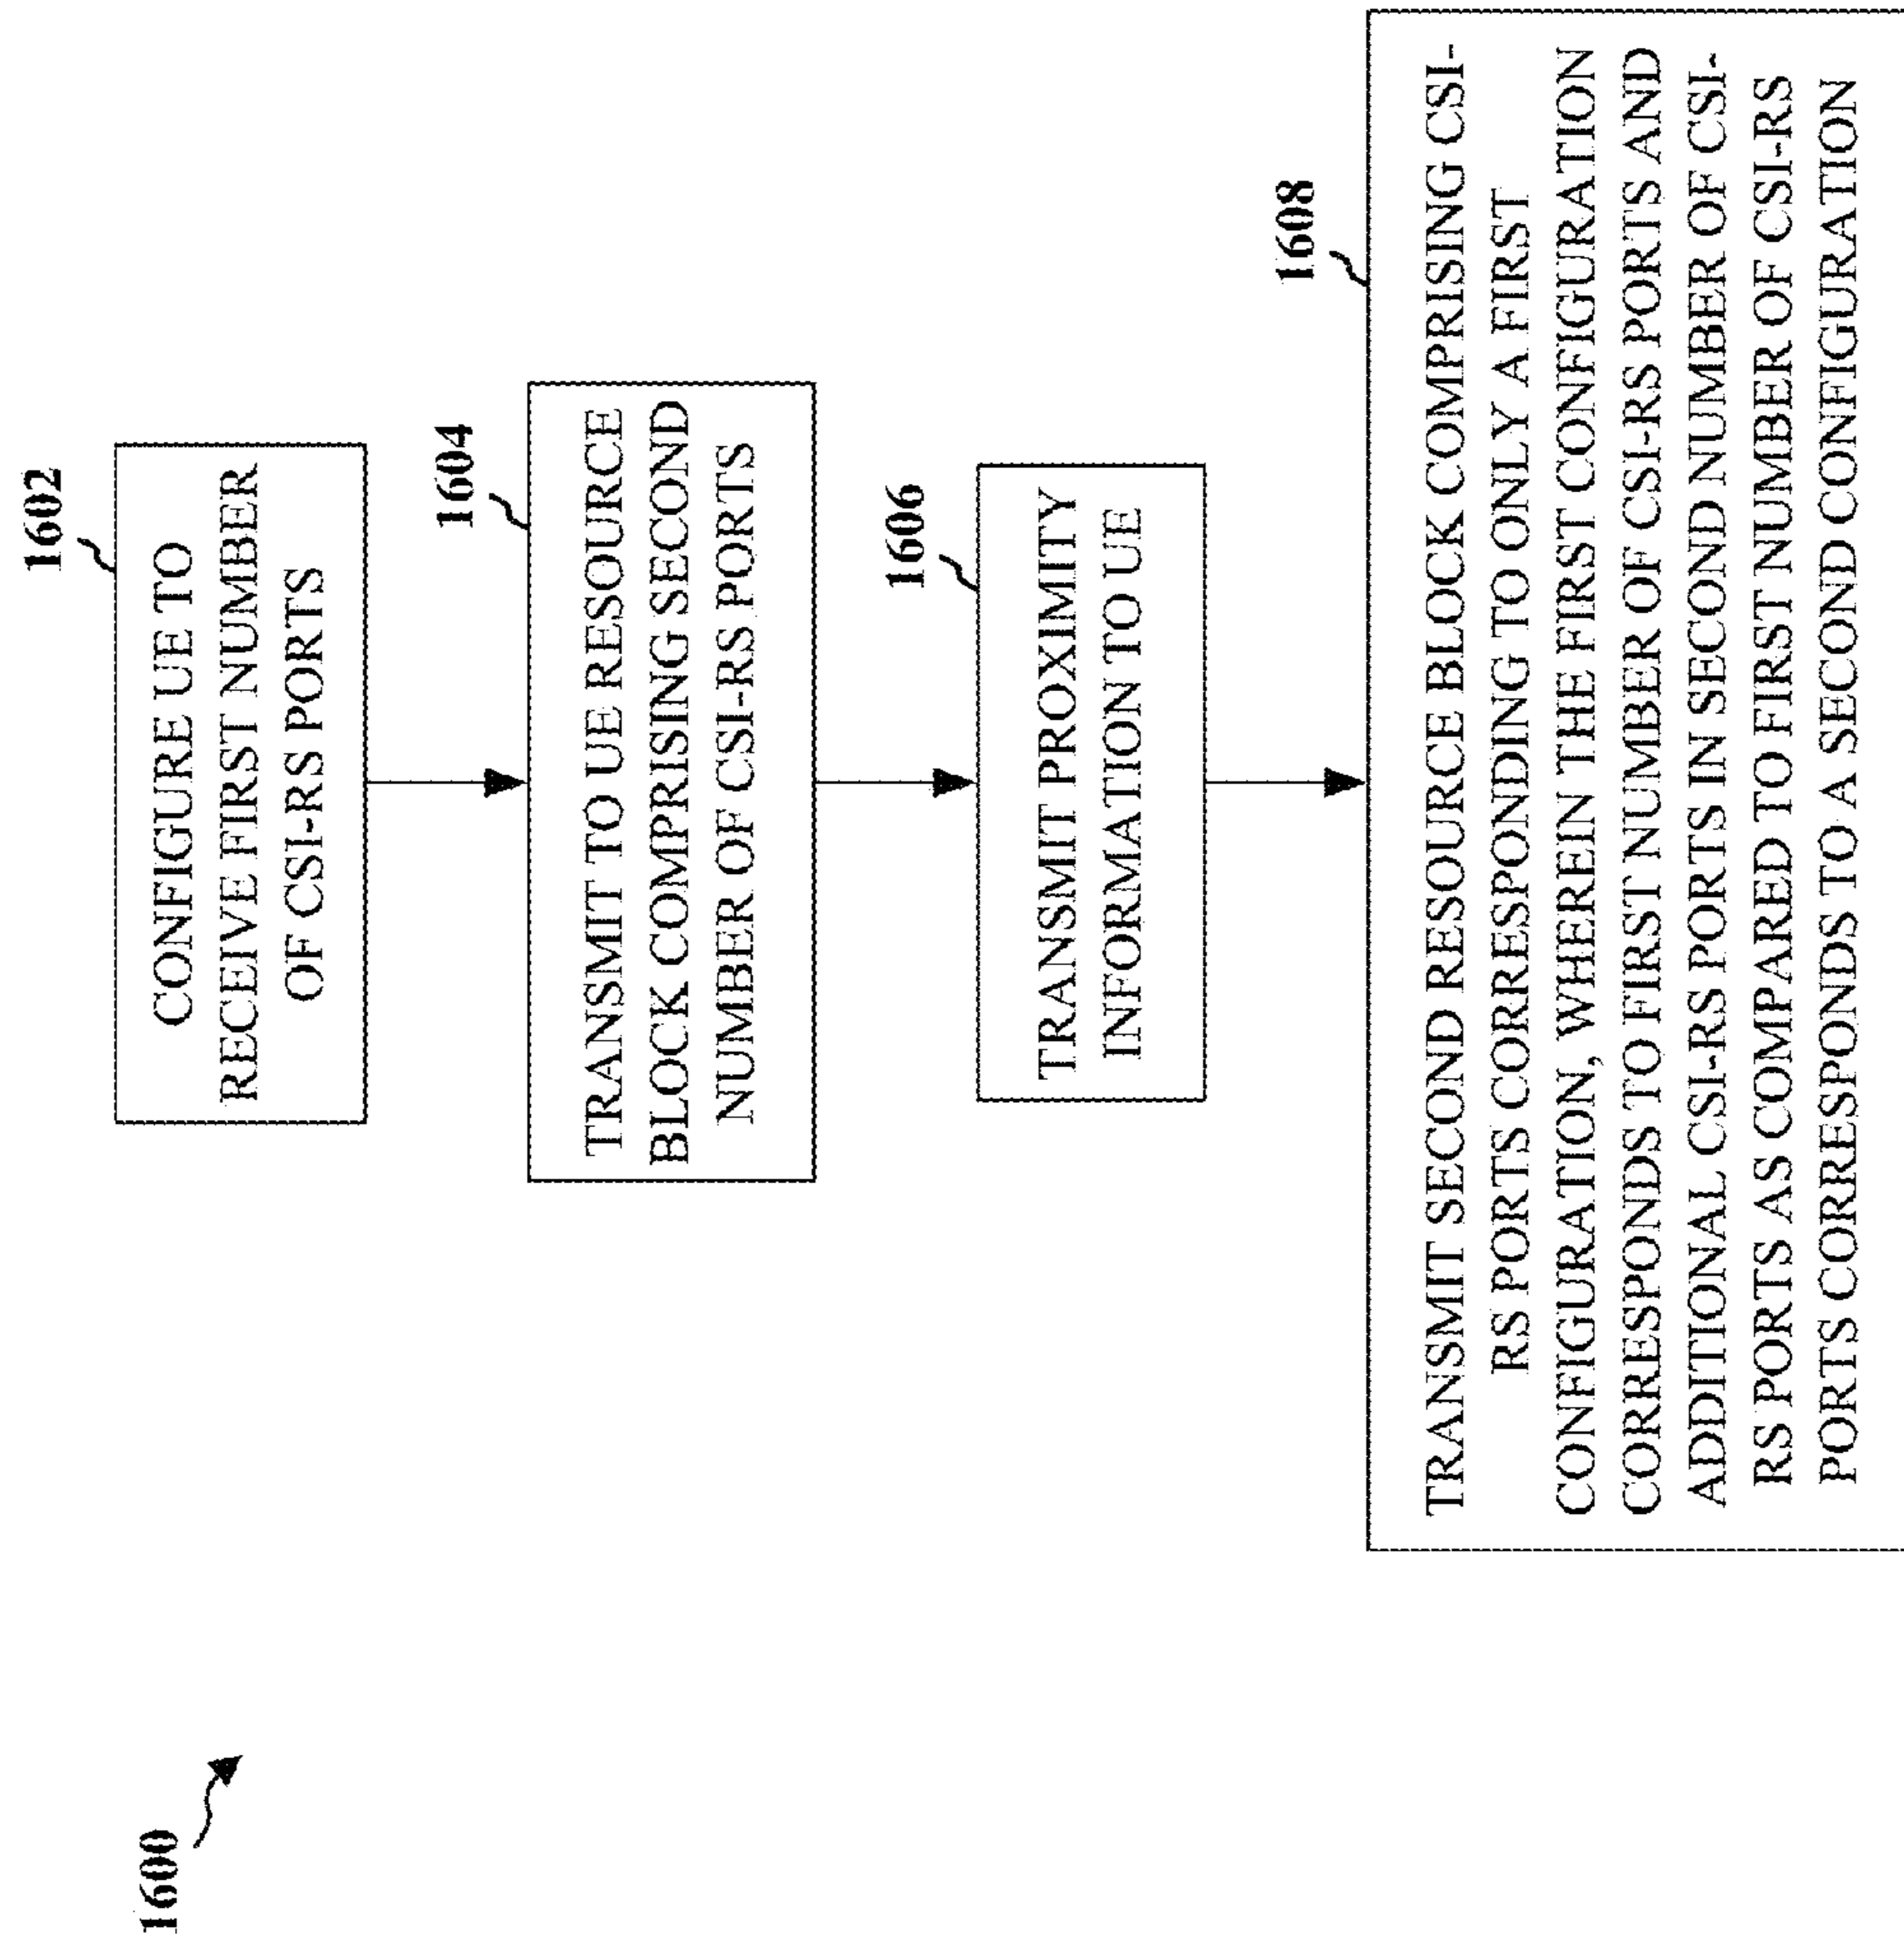 1600
1602
CONFIGURE UE TO
RECEIVE FIRST NUMBER
OF CSI-RS PORTS
1604
TRANSMIT TO UE RESOURCE
BLOCK COMPRISING SECOND
NUMBER OF CSI-RS PORTS
1606
TRANSMIT PROXIMITY
INFORMATION TO UE
1608
TRANSMIT SECOND RESOURCE BLOCK COMPRISING CSI-
RS PORTS CORRESPONDING TO ONLY A FIRST
CONFIGURATION, WHEREIN THE FIRST CONFIGURATION
CORRESPONDS TO FIRST NUMBER OF CSI-RS PORTS AND
ADDITIONAL CSI-RS PORTS IN SECOND NUMBER OF CSI-
RS PORTS AS COMPARED TO FIRST NUMBER OF CSI-RS
PORTS CORRESPONDS TO A SECOND CONFIGURATION